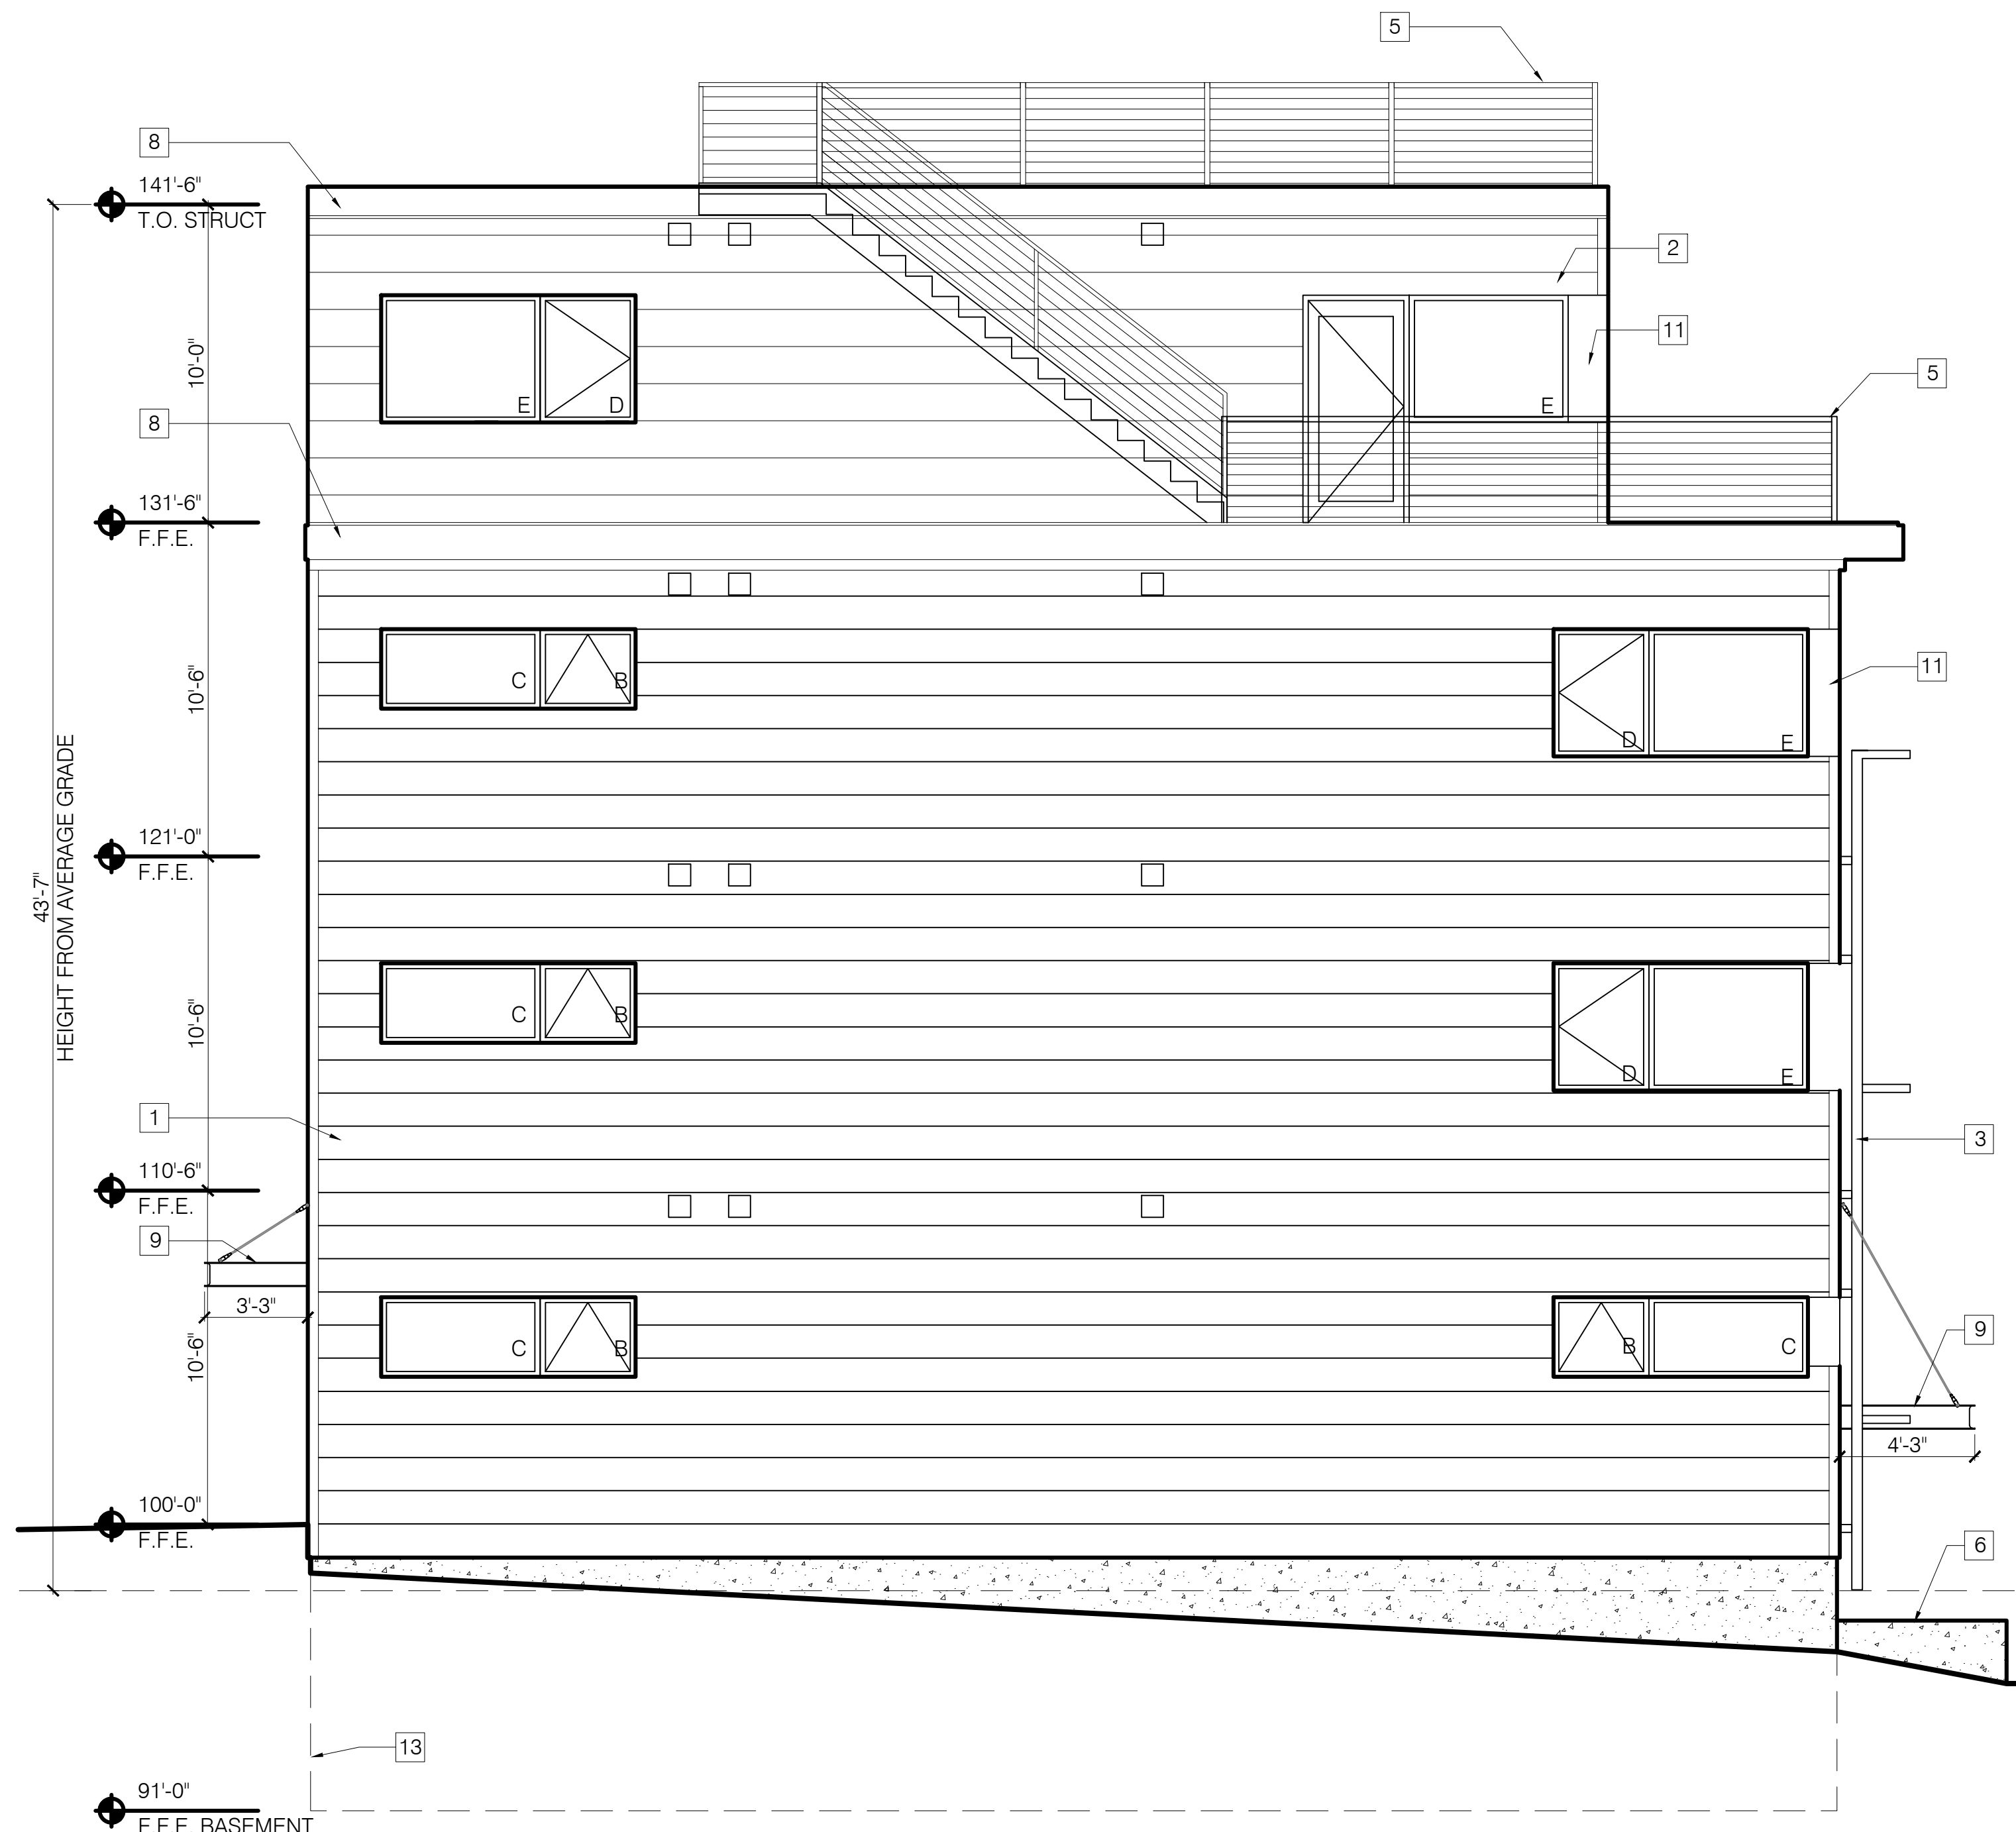 5
8
141'-6"
T.O. STRUCT
2
11
10'-0"
5
E
D
E
8
131'-6"
F.F.E.
C
B
D
E
11
10'-6"
43'-7"
HEIGHT FROM AVERAGE GRADE
121'-0"
F.F.E.
C
B
D
E
10'-6"
1
3
110'-6"
F.F.E.
9
3'-3"
10'-6"
C
B
B
C
9
4'-3"
100'-0"
F.F.E.
6
13
91'-0"
F.F.E. BASEMENT